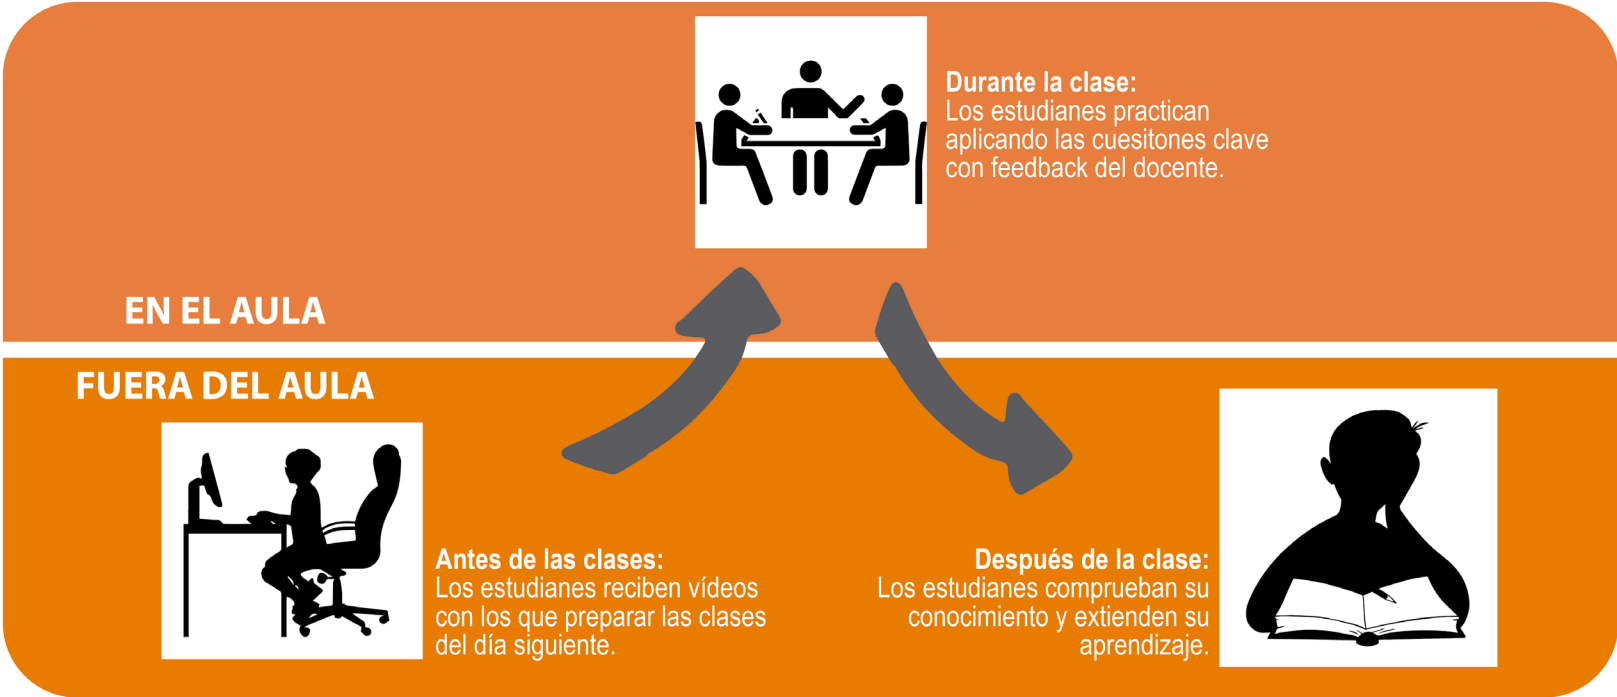 Durante la clase:
Los estudianes practican
aplicando las cuesitones clave
con feedback del docente.
EN EL AULA
FUERA DEL AULA
Antes de las clases:
Los estudianes reciben vídeos
con los que preparar las clases
del día siguiente.
Después de la clase:
Los estudianes comprueban su
conocimiento y extienden su
aprendizaje.